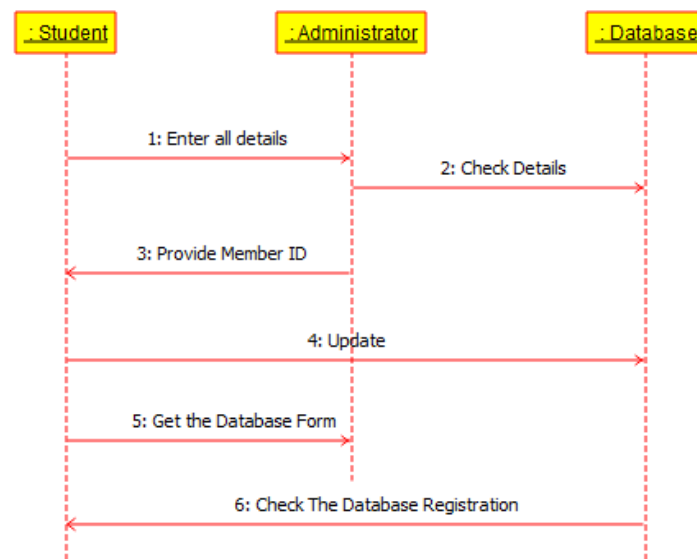 : Student
: Administrator
: Database
1: Enter all details
2: Check Details
3: Provide Member ID
4: Update
5: Get the Database Form
6: Check The Database Registration